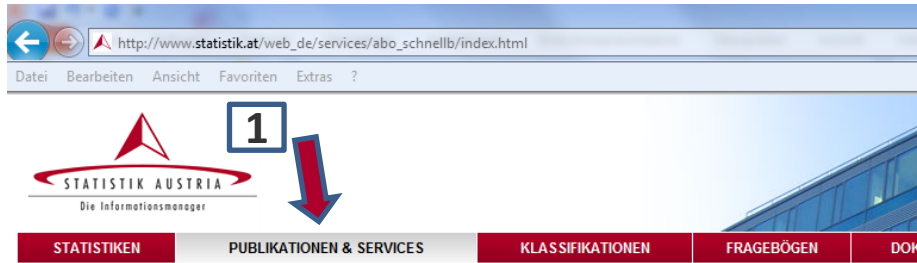 http://www.statistik.at/web_de/services/abo_schnellb/index.html
Datei Bearbeiten Ansicht Favoriten Extras ?
1
STATISTIK AUSTRIA
Die Informationsmanager
STATISTIKEN PUBLIKATIONEN & SERVICES KLASSIFIKATIONEN FRAGEBÖGEN DOK